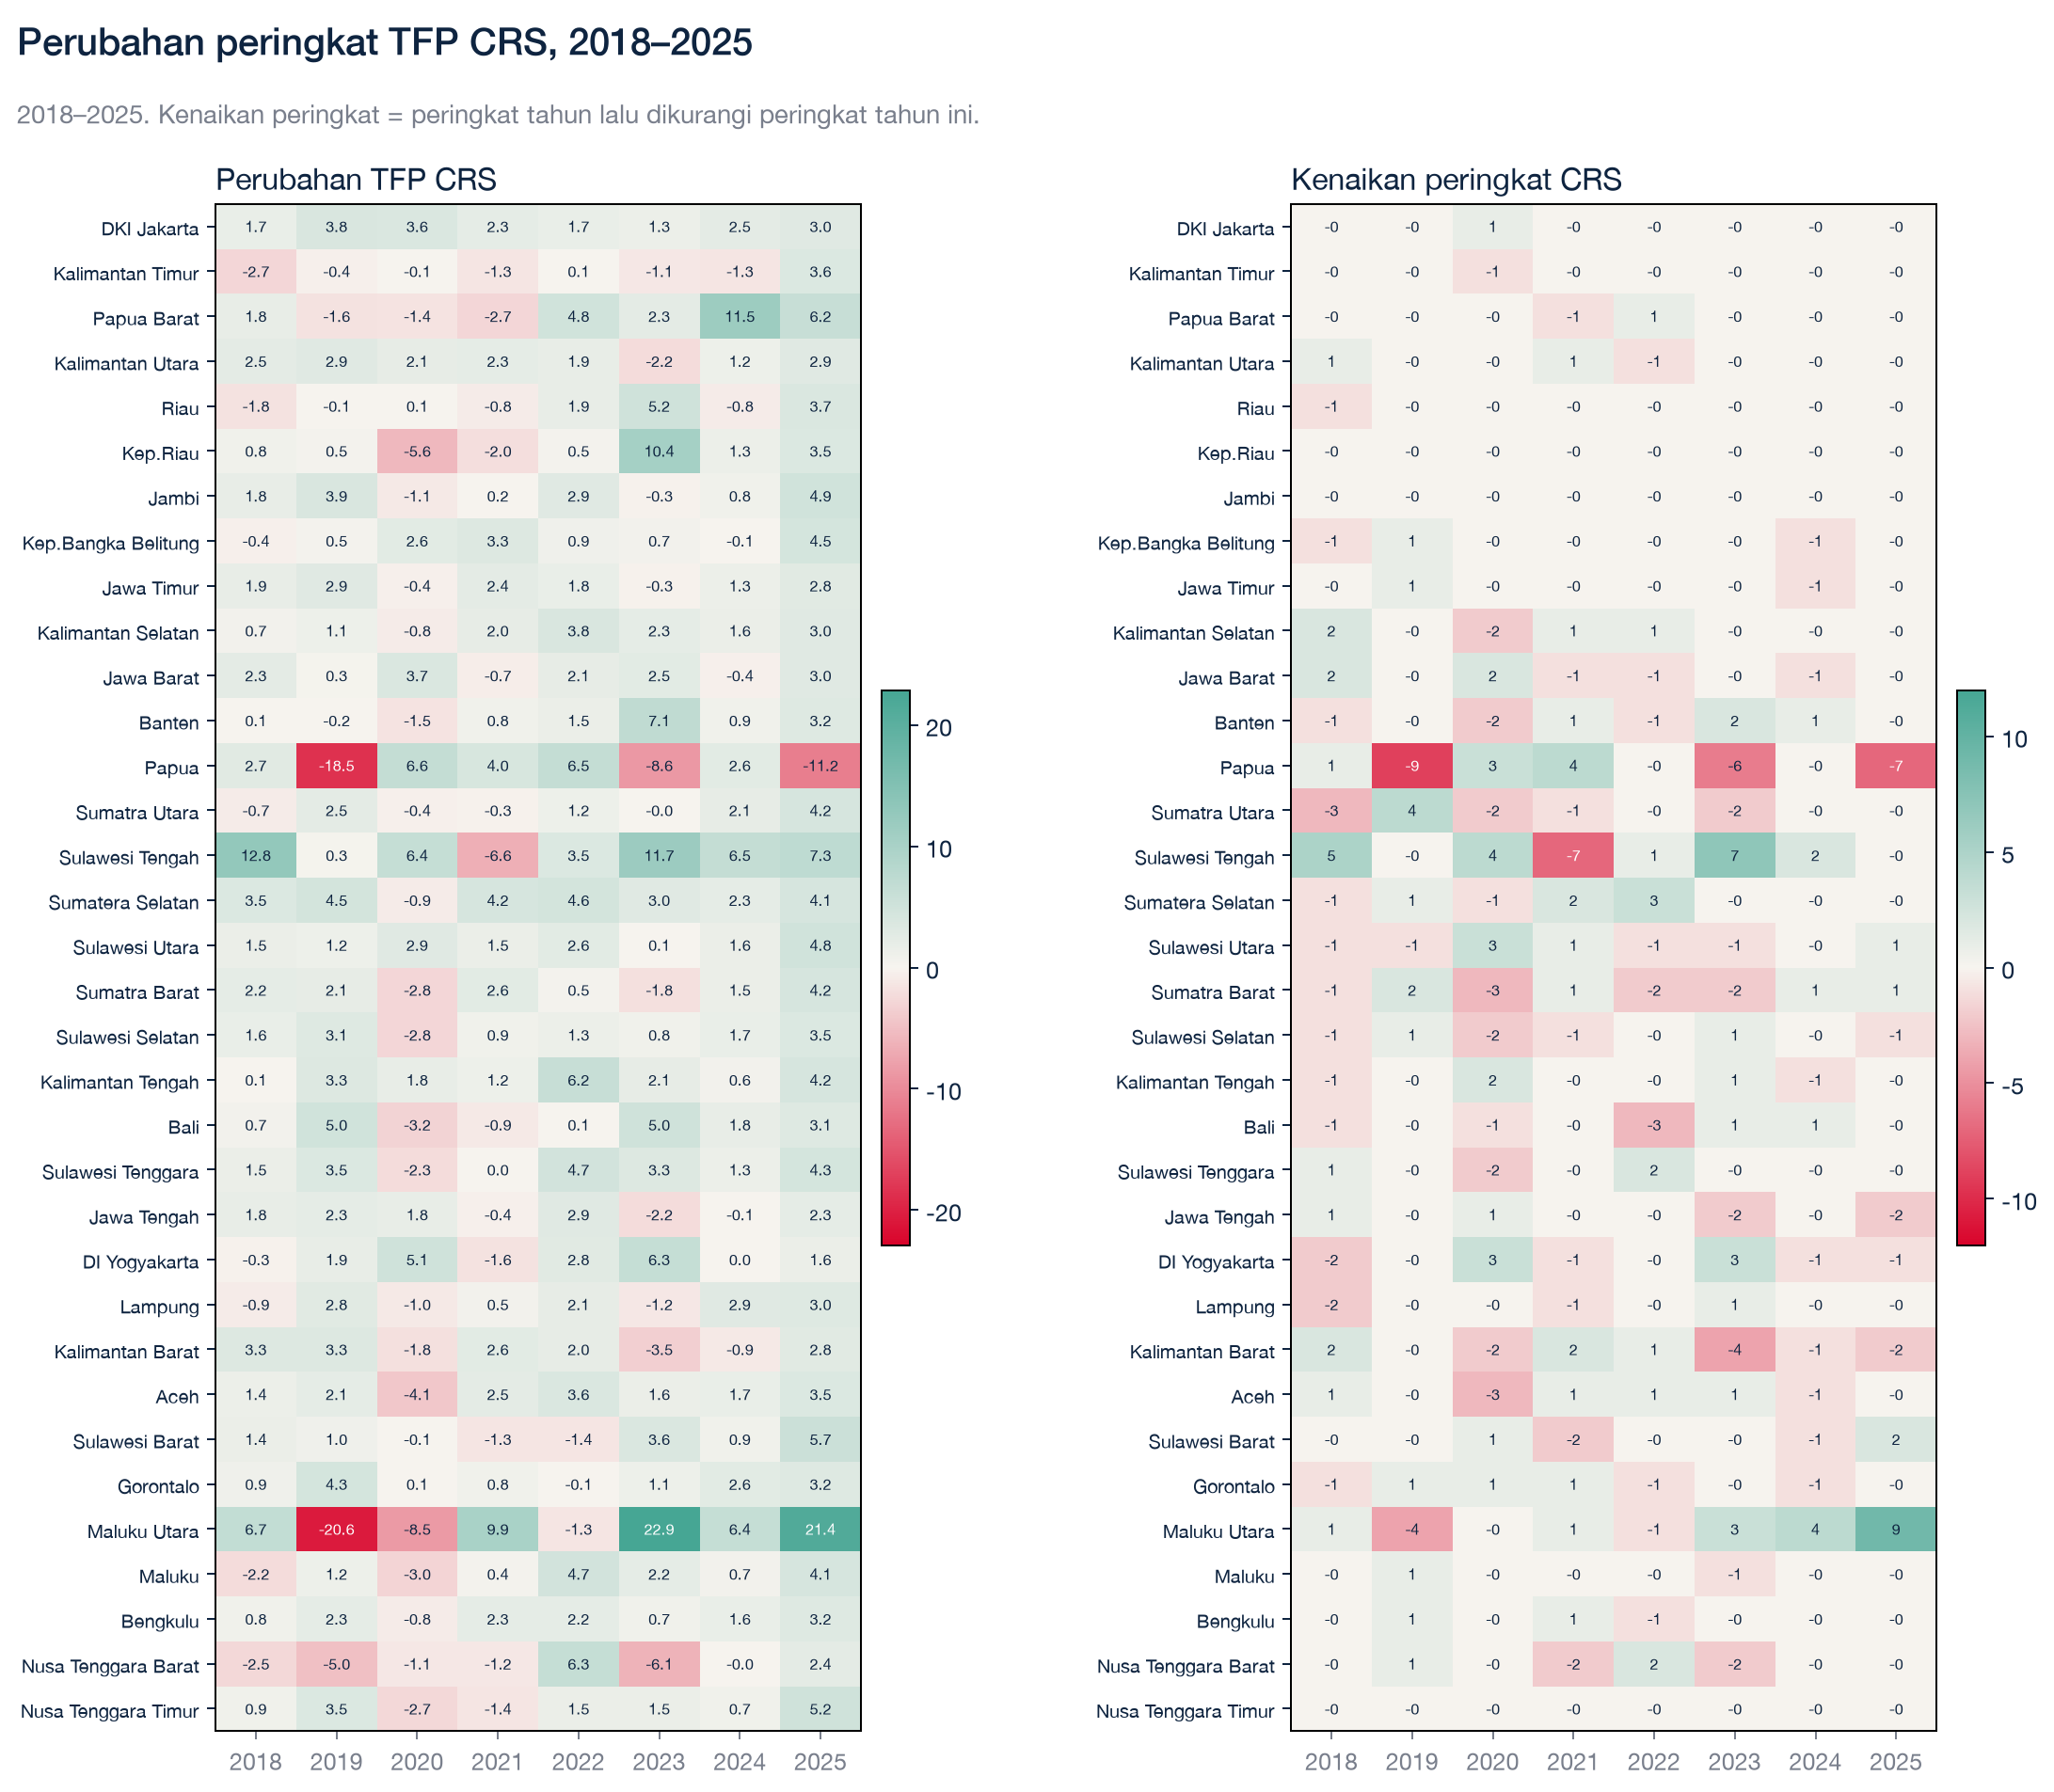 Perubahan peringkat TFP CRS, 2018–2025
2018–2025. Kenaikan peringkat = peringkat tahun lalu dikurangi peringkat tahun ini.
Perubahan TFP CRS
DKI Jakarta 1.7 3.8 3.6 2.3 1.7 1.3 2.5 3.0
Kalimantan Timur -2.7 -0.4 -0.1 -1.3 0.1 -1.1 -1.3 3.6
Papua Barat 1.8 -1.6 -1.4 -2.7 4.8 2.3 11.5 6.2
Kalimantan Utara 2.5 2.9 2.1 2.3 1.9 -2.2 1.2 2.9
Riau -1.8 -0.1 0.1 -0.8 1.9 5.2 -0.8 3.7
Kep.Riau 0.8 0.5 -5.6 -2.0 0.5 10.4 1.3 3.5
Jambi 1.8 3.9 -1.1 0.2 2.9 -0.3 0.8 4.9
Kep.Bangka Belitung -0.4 0.5 2.6 3.3 0.9 0.7 -0.1 4.5
Jawa Timur 1.9 2.9 -0.4 2.4 1.8 -0.3 1.3 2.8
Kalimantan Selatan 0.7 1.1 -0.8 2.0 3.8 2.3 1.6 3.0
Jawa Barat 2.3 0.3 3.7 -0.7 2.1 2.5 -0.4 3.0
Banten 0.1 -0.2 -1.5 0.8 1.5 7.1 0.9 3.2
Papua 2.7 -18.5 6.6 4.0 6.5 -8.6 2.6 -11.2
Sumatra Utara -0.7 2.5 -0.4 -0.3 1.2 -0.0 2.1 4.2
Sulawesi Tengah 12.8 0.3 6.4 -6.6 3.5 11.7 6.5 7.3
Sumatera Selatan 3.5 4.5 -0.9 4.2 4.6 3.0 2.3 4.1
Sulawesi Utara 1.5 1.2 2.9 1.5 2.6 0.1 1.6 4.8
Sumatra Barat 2.2 2.1 -2.8 2.6 0.5 -1.8 1.5 4.2
Sulawesi Selatan 1.6 3.1 -2.8 0.9 1.3 0.8 1.7 3.5
Kalimantan Tengah 0.1 3.3 1.8 1.2 6.2 2.1 0.6 4.2
Bali 0.7 5.0 -3.2 -0.9 0.1 5.0 1.8 3.1
Sulawesi Tenggara 1.5 3.5 -2.3 0.0 4.7 3.3 1.3 4.3
Jawa Tengah 1.8 2.3 1.8 -0.4 2.9 -2.2 -0.1 2.3
DI Yogyakarta -0.3 1.9 5.1 -1.6 2.8 6.3 0.0 1.6
Lampung -0.9 2.8 -1.0 0.5 2.1 -1.2 2.9 3.0
Kalimantan Barat 3.3 3.3 -1.8 2.6 2.0 -3.5 -0.9 2.8
Aceh 1.4 2.1 -4.1 2.5 3.6 1.6 1.7 3.5
Sulawesi Barat 1.4 1.0 -0.1 -1.3 -1.4 3.6 0.9 5.7
Gorontalo 0.9 4.3 0.1 0.8 -0.1 1.1 2.6 3.2
Maluku Utara 6.7 -20.6 -8.5 9.9 -1.3 22.9 6.4 21.4
Maluku -2.2 1.2 -3.0 0.4 4.7 2.2 0.7 4.1
Bengkulu 0.8 2.3 -0.8 2.3 2.2 0.7 1.6 3.2
Nusa Tenggara Barat -2.5 -5.0 -1.1 -1.2 6.3 -6.1 -0.0 2.4
Nusa Tenggara Timur 0.9 3.5 -2.7 -1.4 1.5 1.5 0.7 5.2
2018 2019 2020 2021 2022 2023 2024 2025
20
10
0
-10
-20
Kenaikan peringkat CRS
DKI Jakarta -0 -0 1 -0 -0 -0 -0 -0
Kalimantan Timur -0 -0 -1 -0 -0 -0 -0 -0
Papua Barat -0 -0 -0 -1 1 -0 -0 -0
Kalimantan Utara 1 -0 -0 1 -1 -0 -0 -0
Riau -1 -0 -0 -0 -0 -0 -0 -0
Kep.Riau -0 -0 -0 -0 -0 -0 -0 -0
Jambi -0 -0 -0 -0 -0 -0 -0 -0
Kep.Bangka Belitung -1 1 -0 -0 -0 -0 -1 -0
Jawa Timur -0 1 -0 -0 -0 -0 -1 -0
Kalimantan Selatan 2 -0 -2 1 1 -0 -0 -0
Jawa Barat 2 -0 2 -1 -1 -0 -1 -0
Banten -1 -0 -2 1 -1 2 1 -0
Papua 1 -9 3 4 -0 -6 -0 -7
Sumatra Utara -3 4 -2 -1 -0 -2 -0 -0
Sulawesi Tengah 5 -0 4 -7 1 7 2 -0
Sumatera Selatan -1 1 -1 2 3 -0 -0 -0
Sulawesi Utara -1 -1 3 1 -1 -1 -0 1
Sumatra Barat -1 2 -3 1 -2 -2 1 1
Sulawesi Selatan -1 1 -2 -1 -0 1 -0 -1
Kalimantan Tengah -1 -0 2 -0 -0 1 -1 -0
Bali -1 -0 -1 -0 -3 1 1 -0
Sulawesi Tenggara 1 -0 -2 -0 2 -0 -0 -0
Jawa Tengah 1 -0 1 -0 -0 -2 -0 -2
DI Yogyakarta -2 -0 3 -1 -0 3 -1 -1
Lampung -2 -0 -0 -1 -0 1 -0 -0
Kalimantan Barat 2 -0 -2 2 1 -4 -1 -2
Aceh 1 -0 -3 1 1 1 -1 -0
Sulawesi Barat -0 -0 1 -2 -0 -0 -1 2
Gorontalo -1 1 1 1 -1 -0 -1 -0
Maluku Utara 1 -4 -0 1 -1 3 4 9
Maluku -0 1 -0 -0 -0 -1 -0 -0
Bengkulu -0 1 -0 1 -1 -0 -0 -0
Nusa Tenggara Barat -0 1 -0 -2 2 -2 -0 -0
Nusa Tenggara Timur -0 -0 -0 -0 -0 -0 -0 -0
2018 2019 2020 2021 2022 2023 2024 2025
10
5
0
-5
-10